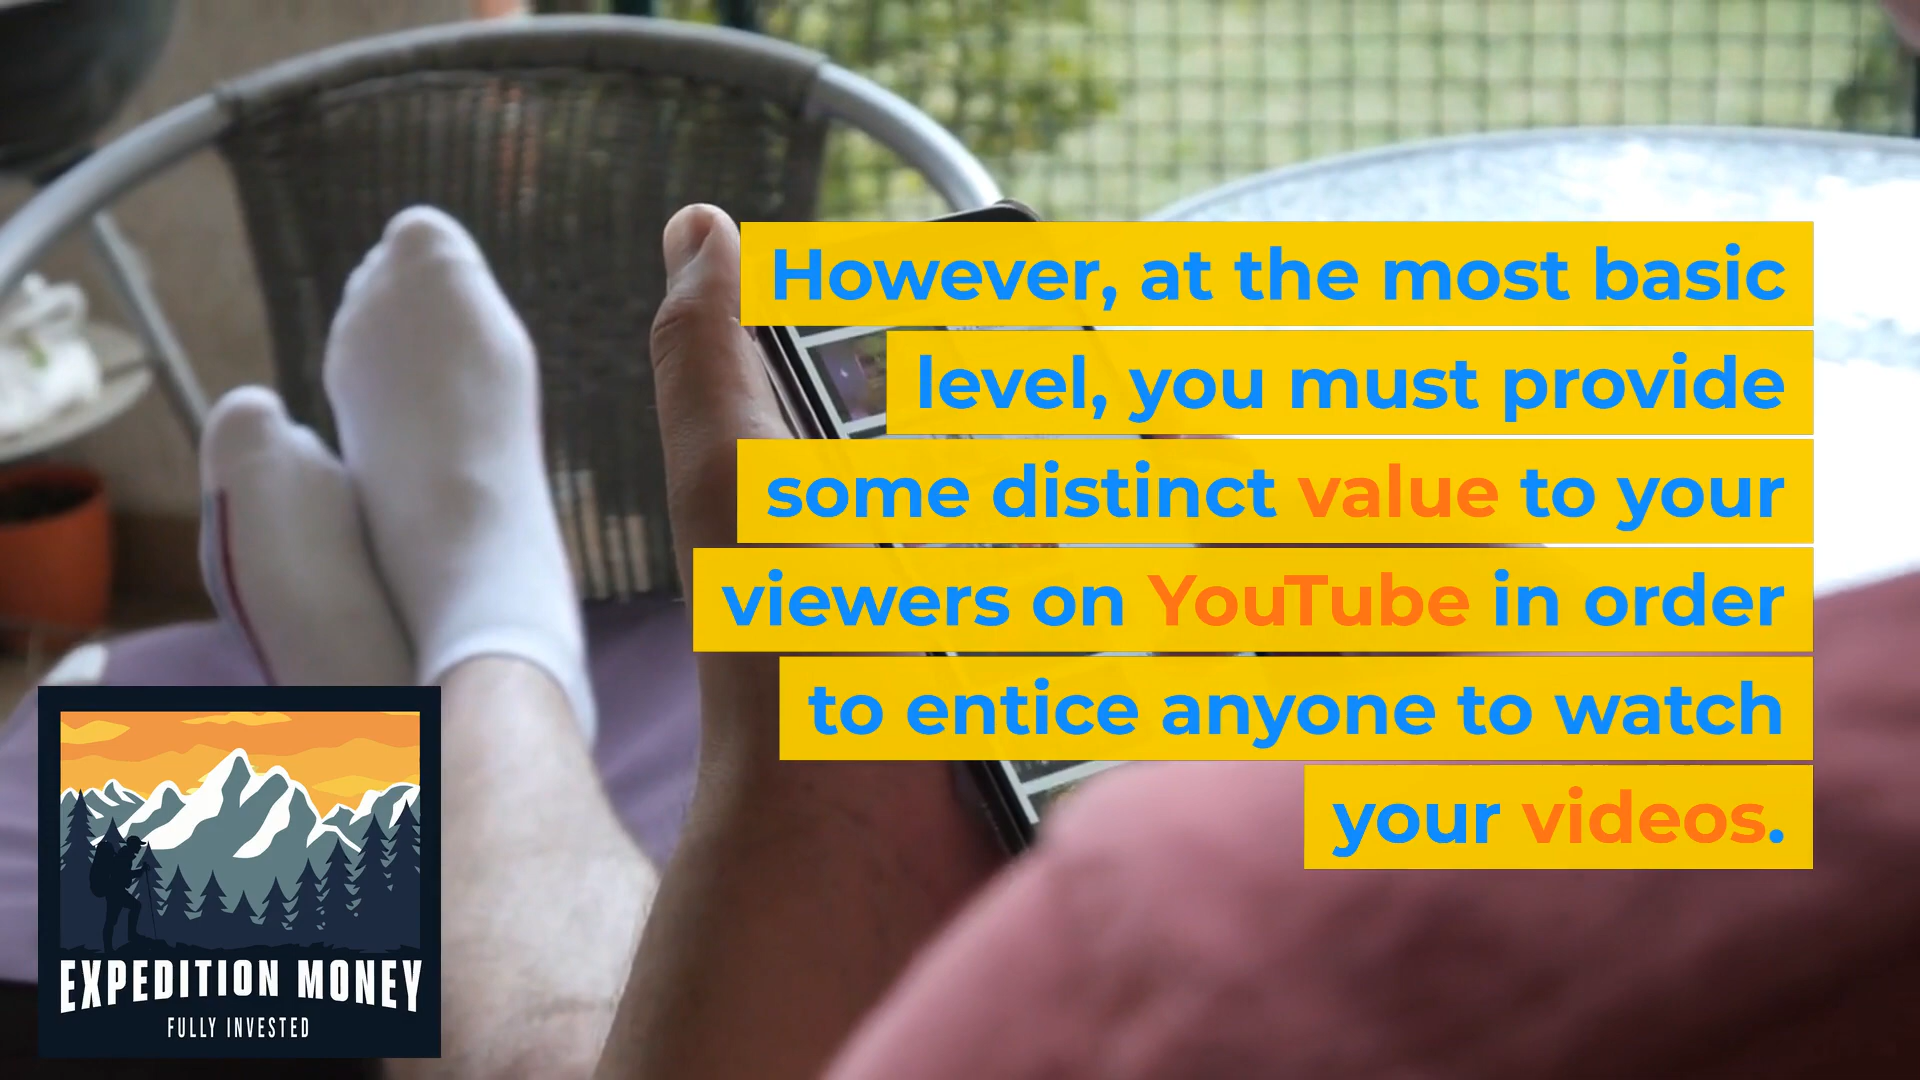 However, at the most basic
level, you must provide
some distinct value to your
viewers on YouTube in order
to entice anyone to watch
your videos.
EXPEDITION MONEY
FULLY INVESTED